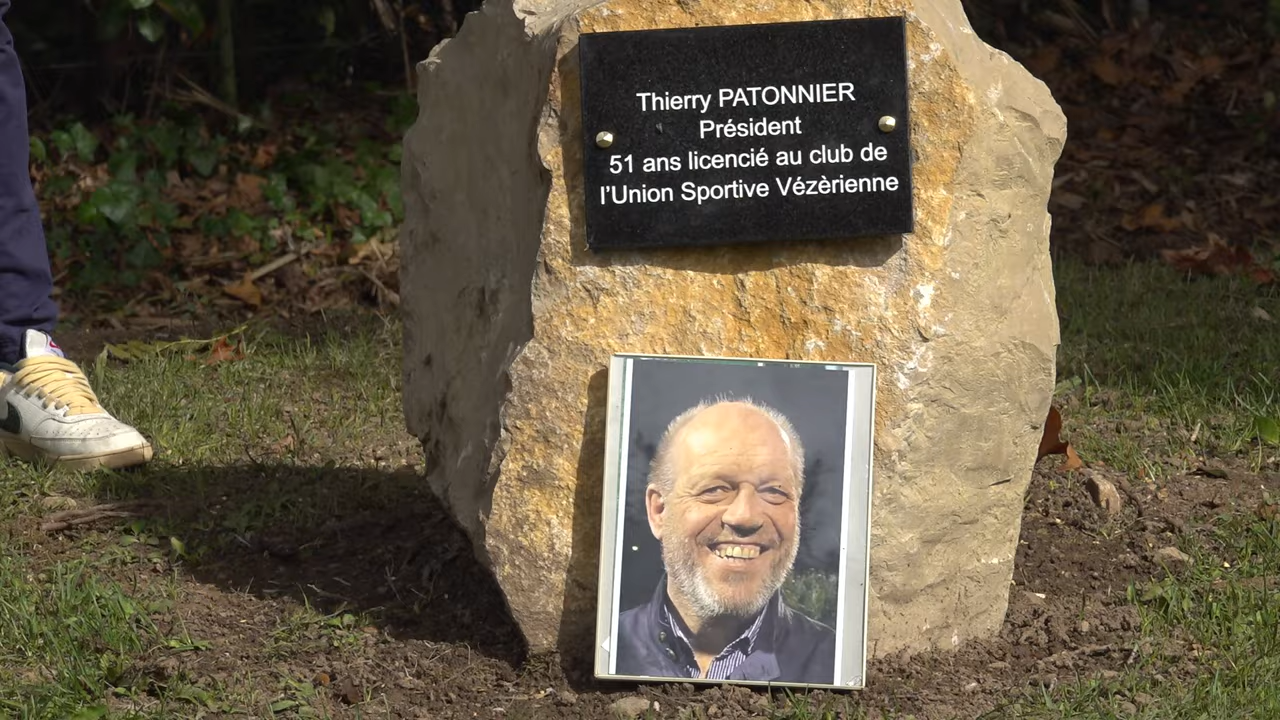 Thierry PATONNIER
Président
51 ans licencié au club de
l'Union Sportive Vézèrienne